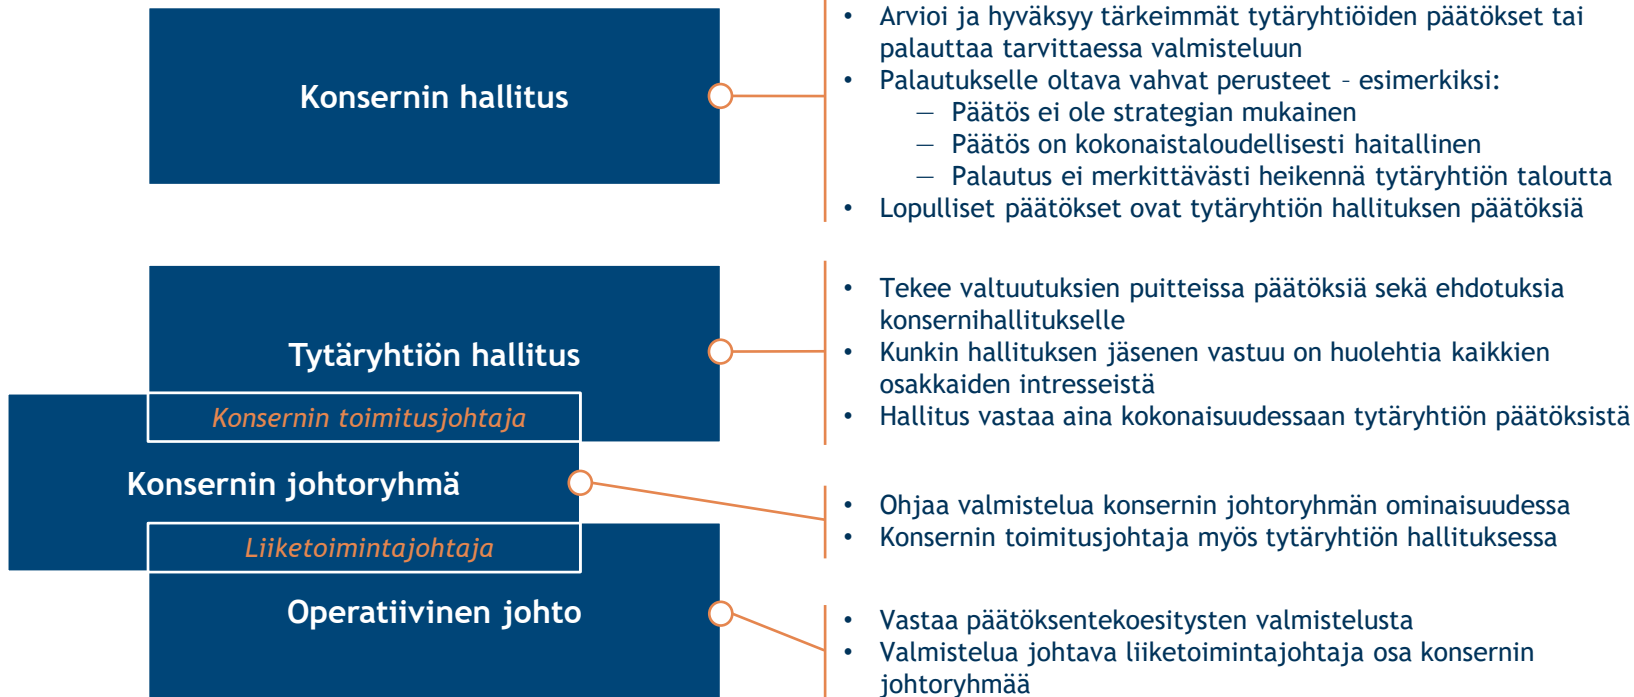 Konsernin hallitus
• Arvioi ja hyväksyy tärkeimmät tytäryhtiöiden päätökset tai
palauttaa tarvittaessa valmisteluun
• Palautukselle oltava vahvat perusteet – esimerkiksi:
— Päätös ei ole strategian mukainen
— Päätös on kokonaistaloudellisesti haitallinen
— Palautus ei merkittävästi heikennä tytäryhtiön taloutta
• Lopulliset päätökset ovat tytäryhtiön hallituksen päätöksiä
Tytäryhtiön hallitus
Konsernin toimitusjohtaja
• Tekee valtuutuksien puitteissa päätöksiä sekä ehdotuksia
konsernihallitukselle
• Kunkin hallituksen jäsenen vastuu on huolehtia kaikkien
osakkaiden intresseistä
• Hallitus vastaa aina kokonaisuudessaan tytäryhtiön päätöksistä
Konsernin johtoryhmä
Liiketoimintajohtaja
• Ohjaa valmistelua konsernin johtoryhmän ominaisuudessa
• Konsernin toimitusjohtaja myös tytäryhtiön hallituksessa
Operatiivinen johto
• Vastaa päätöksentekoesitysten valmistelusta
• Valmistelua johtava liiketoimintajohtaja osa konsernin
johtoryhmää